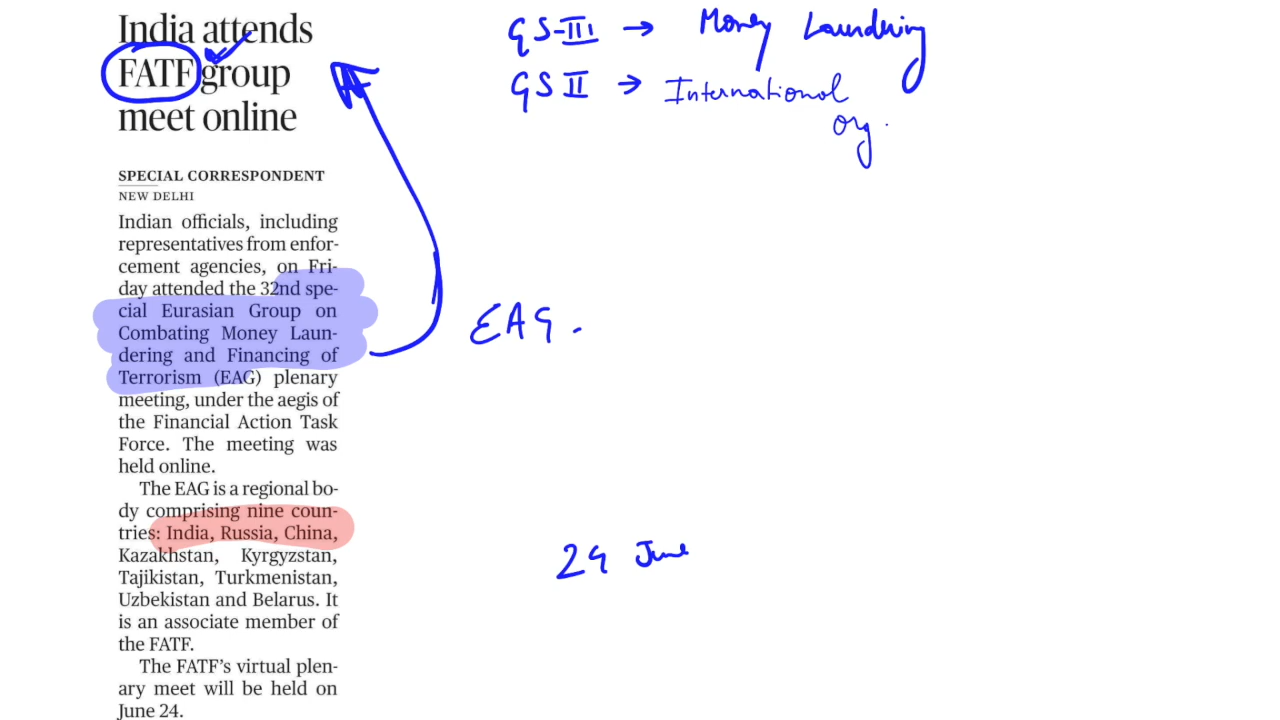 India attends
FATF group
meet online
SPECIAL CORRESPONDENT
NEW DELHI
Indian officials, including
representatives from enfor-
cement agencies, on Fri-
day attended the 32nd spe-
cial Eurasian Group on
Combating Money Laun-
dering and Financing of
Terrorism (EAG) plenary
meeting, under the aegis of
the Financial Action Task
Force. The meeting was
held online.
The EAG is a regional bo-
dy comprising nine coun-
tries: India, Russia, China,
Kazakhstan, Kyrgyzstan,
Tajikistan, Turkmenistan,
Uzbekistan and Belarus. It
is an associate member of
the FATF.
The FATF's virtual plen-
ary meet will be held on
June 24.
GS-III → Money Laundering
GS II → International
org.
EAG.
24 June